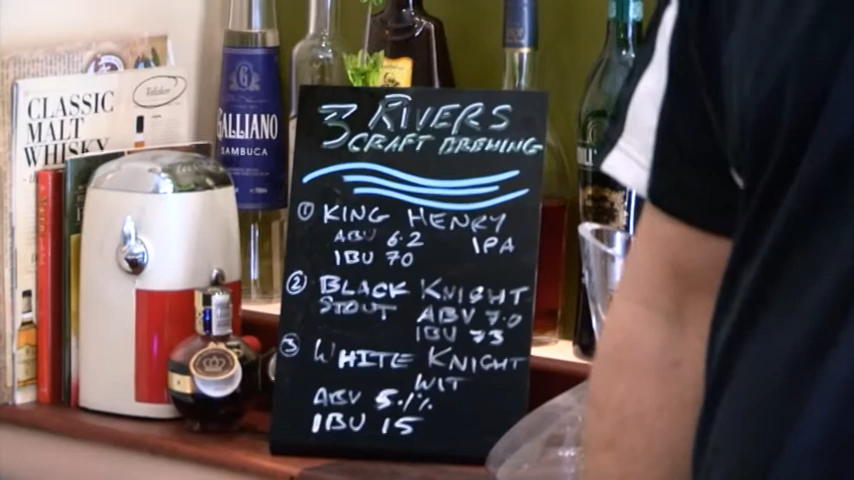 CLASSIC
MALT
WHISKY
Talisker
GALLIANO
SAMBUCA
3 RIVERS
CRAFT BREWING
① KING HENRY
ABV 6.2 IPA
IBU 70
② BLACK KNIGHT
STOUT ABV 7.0
IBU 73
③ WHITE KNIGHT
WIT
ABV 5.1%
IBU 15